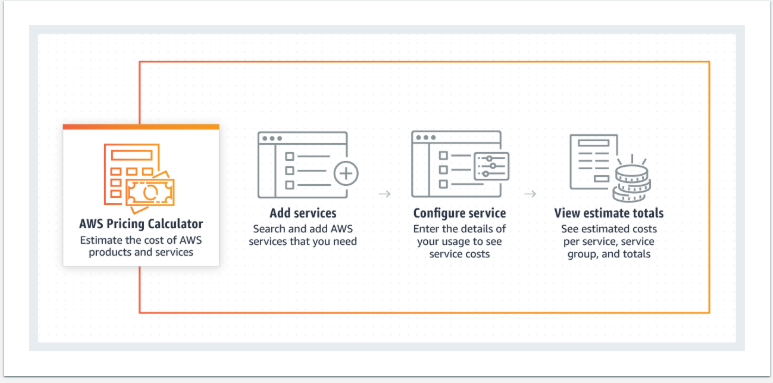 AWS Pricing Calculator
Estimate the cost of AWS
products and services
Add services
Search and add AWS
services that you need
Configure service
Enter the details of
your usage to see
service costs
View estimate totals
See estimated costs
per service, service
group, and totals